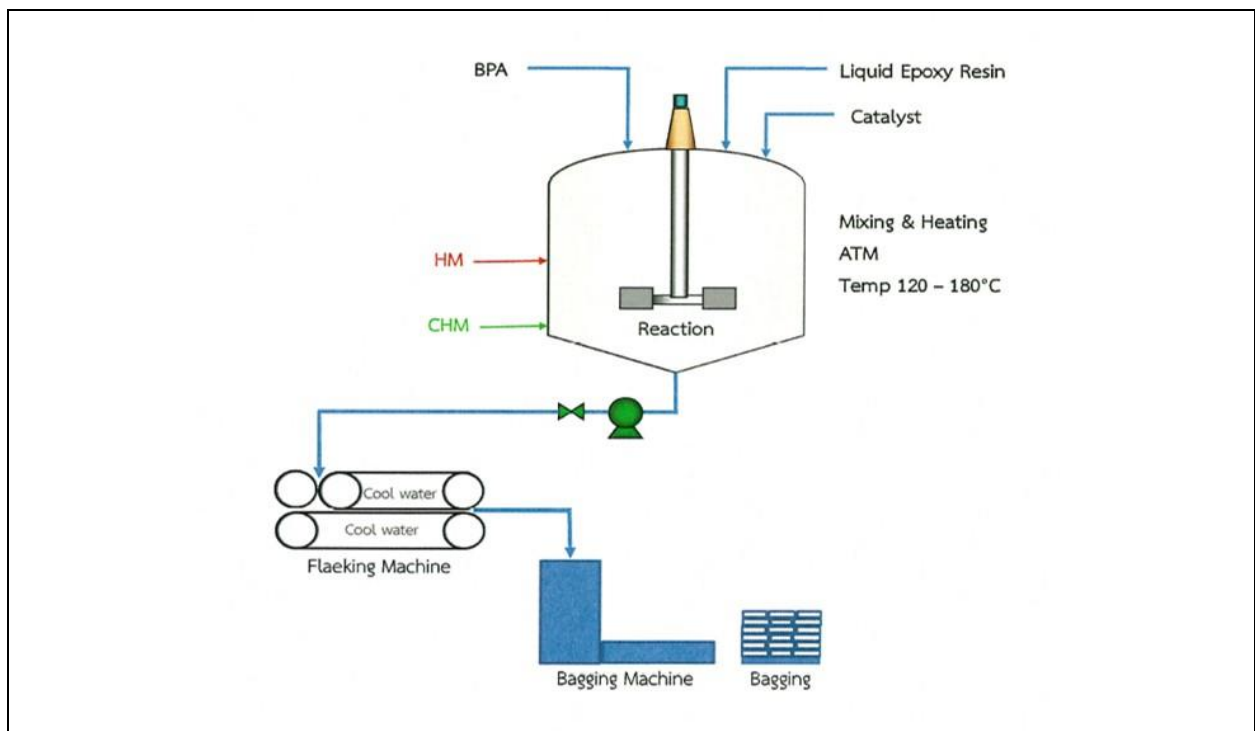 BPA
Liquid Epoxy Resin
Catalyst
Mixing & Heating
ATM
Temp 120 – 180°C
HM
CHM
Reaction
Cool water
Cool water
Flaeking Machine
Bagging Machine
Bagging